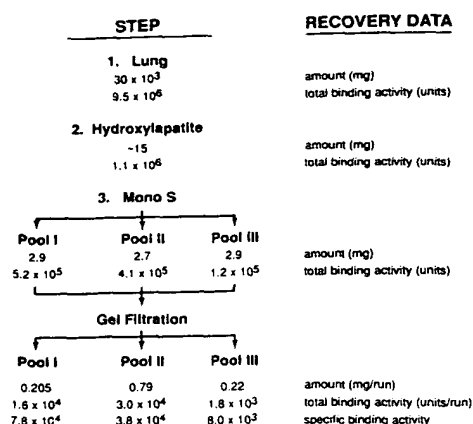 STEP RECOVERY DATA
1. Lung
30 x 10³ amount (mg)
9.5 x 10⁶ total binding activity (units)
2. Hydroxylapatite
~15 amount (mg)
1.1 x 10⁶ total binding activity (units)
3. Mono S
Pool I Pool II Pool III
2.9 2.7 2.9 amount (mg)
5.2 x 10⁵ 4.1 x 10⁵ 1.2 x 10⁵ total binding activity (units)
Gel Filtration
Pool I Pool II Pool III
0.205 0.79 0.22 amount (mg/run)
1.6 x 10⁴ 3.0 x 10⁴ 1.8 x 10³ total binding activity (units/run)
7.8 x 10⁴ 3.8 x 10⁴ 8.0 x 10³ specific binding activity